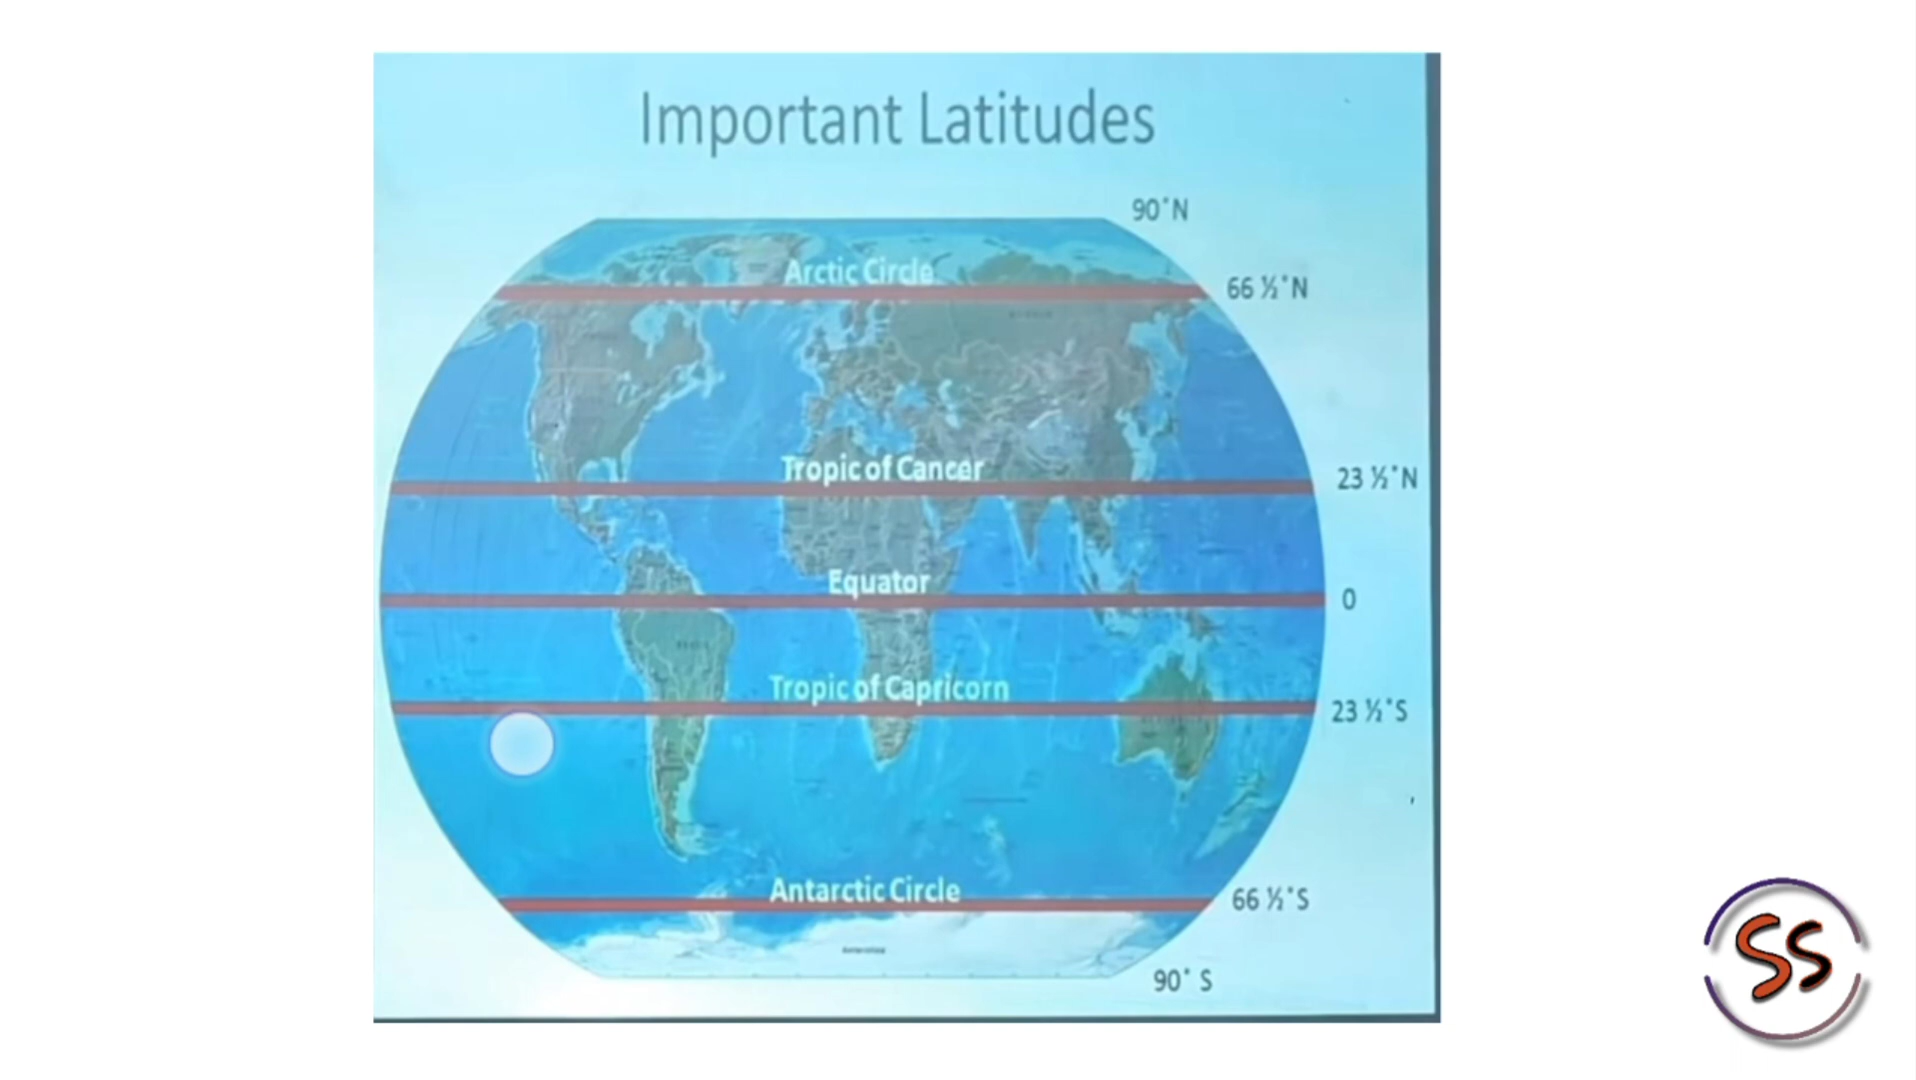 Important Latitudes
90°N
Arctic Circle
66 ½°N
Tropic of Cancer
23 ½°N
Equator
0
Tropic of Capricorn
23 ½°S
Antarctic Circle
66 ½°S
90° S
SS